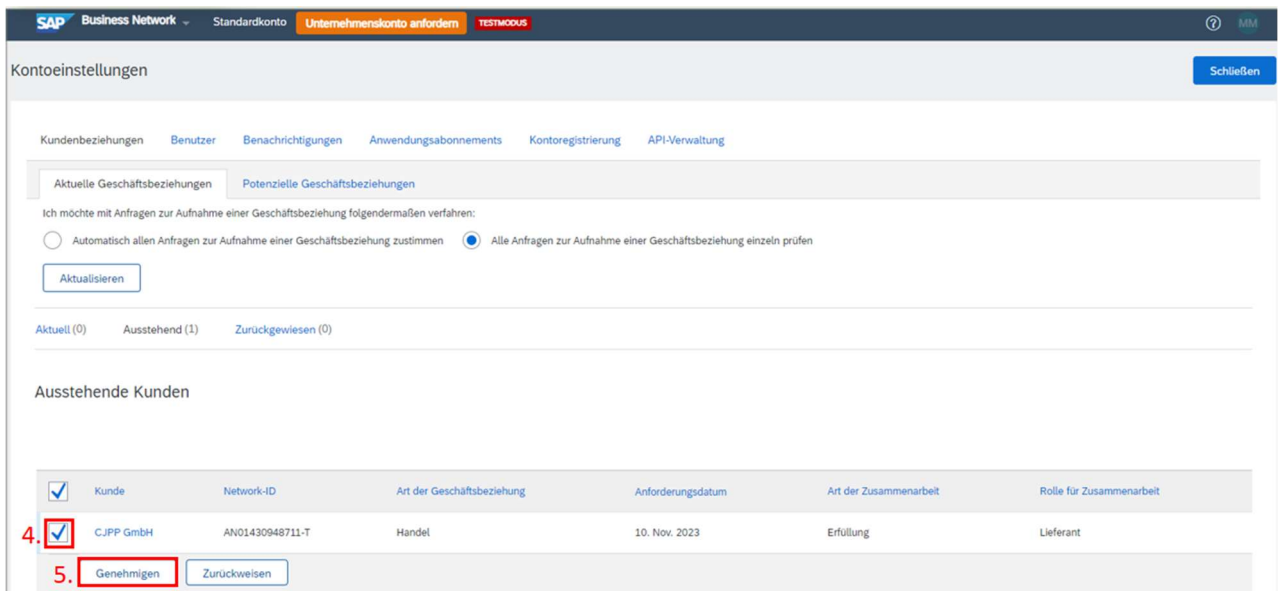 SAP Business Network Standardkonto Unternehmenskonto anfordern TESTMODUS MM
Kontoeinstellungen Schließen
Kundenbeziehungen Benutzer Benachrichtigungen Anwendungsabonnements Kontoregistrierung API-Verwaltung
Aktuelle Geschäftsbeziehungen Potenzielle Geschäftsbeziehungen
Ich möchte mit Anfragen zur Aufnahme einer Geschäftsbeziehung folgendermaßen verfahren:
Automatisch allen Anfragen zur Aufnahme einer Geschäftsbeziehung zustimmen Alle Anfragen zur Aufnahme einer Geschäftsbeziehung einzeln prüfen
Aktualisieren
Aktuell (0) Ausstehend (1) Zurückgewiesen (0)
Ausstehende Kunden
Kunde Network-ID Art der Geschäftsbeziehung Anforderungsdatum Art der Zusammenarbeit Rolle für Zusammenarbeit
4. CJPP GmbH AN01430948711-T Handel 10. Nov. 2023 Erfüllung Lieferant
5. Genehmigen Zurückweisen